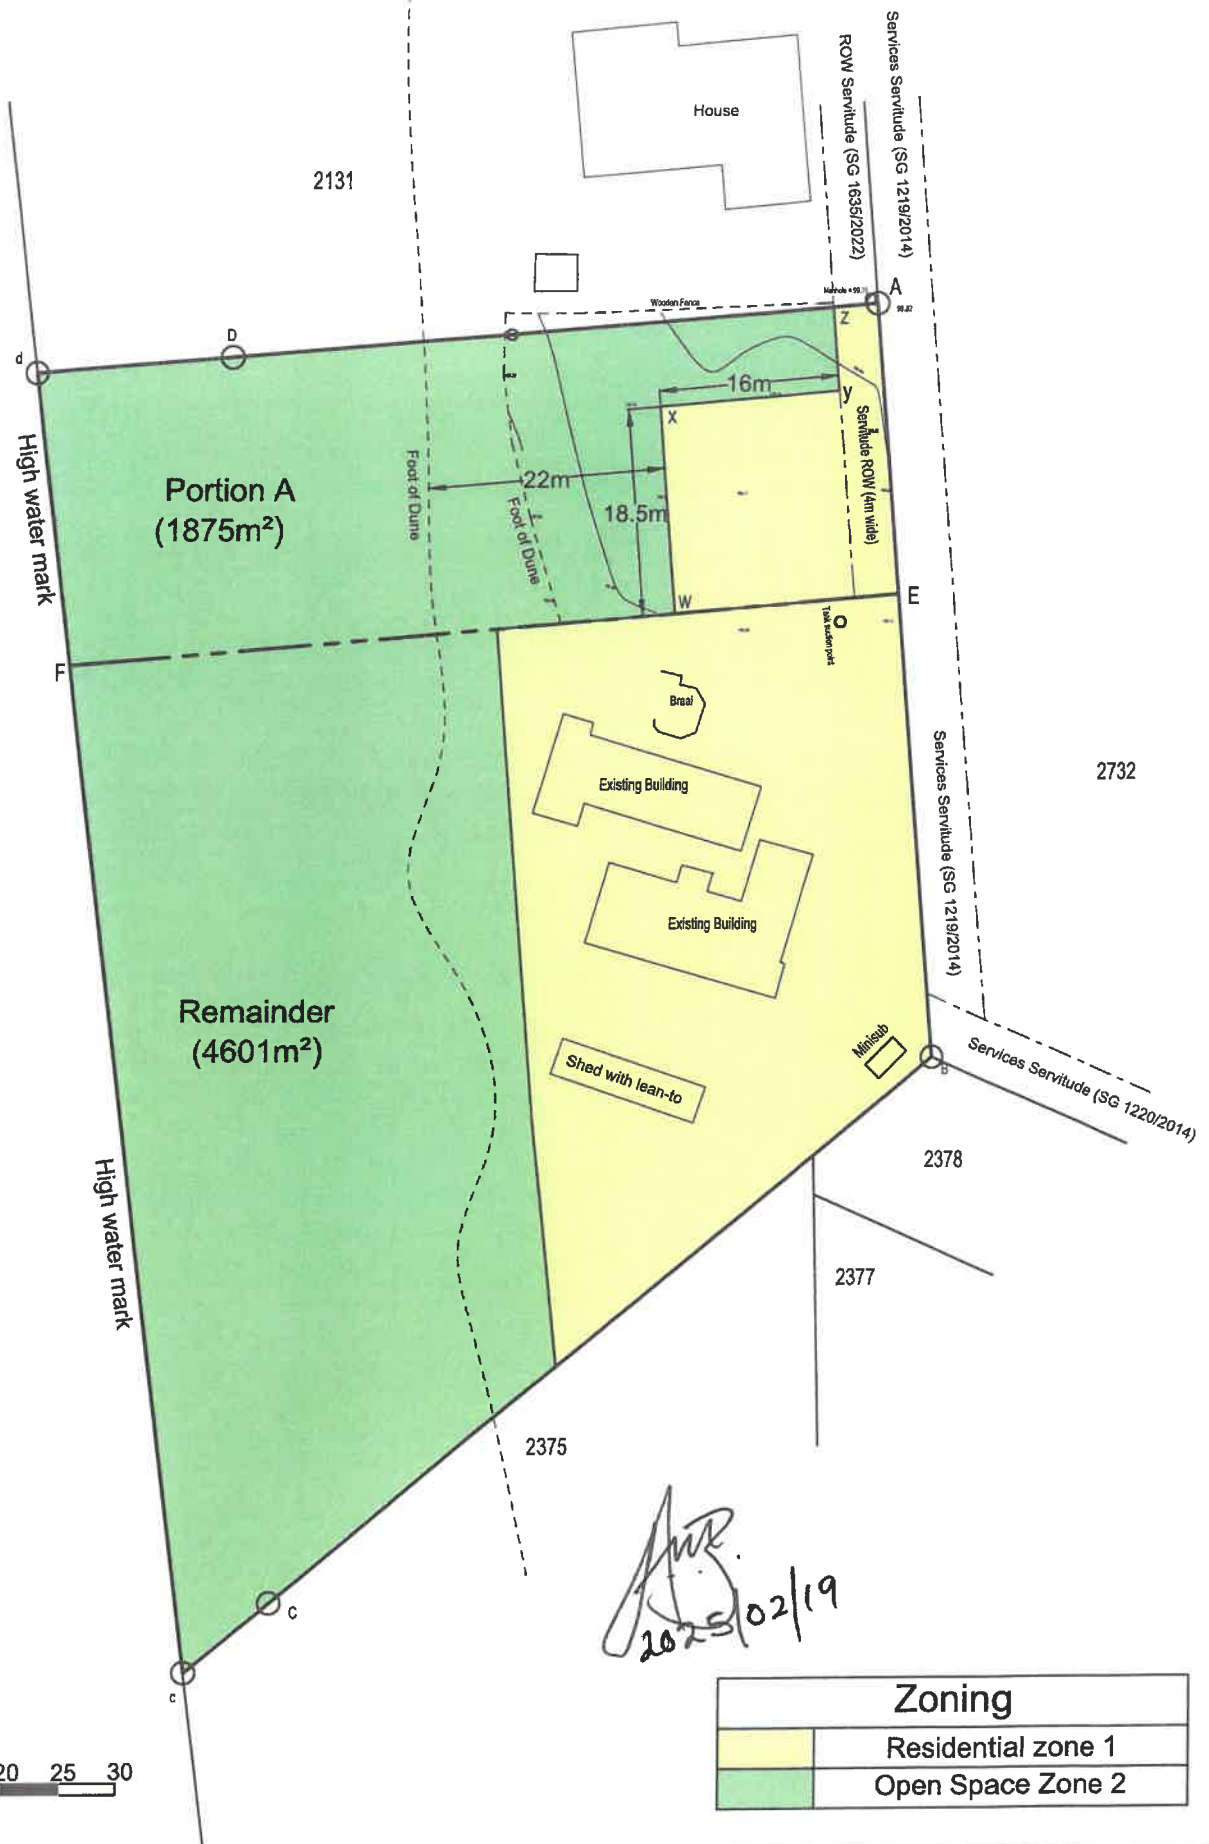 House
ROW Servitude (SG 1635/2022)
Services Servitude (SG 1219/2014)
2131
A
Wooden Fence
Z
D
d
16m
y
x
Servitude ROW (4m wide)
High water mark
Foot of Dune
22m
Foot of Dune
18.5m
Portion A
(1875m²)
W
E
Tank suction point
F
Braai
Existing Building
Services Servitude (SG 1219/2014)
2732
Existing Building
Remainder
(4601m²)
Minisub
B
Shed with lean-to
Services Servitude (SG 1220/2014)
2378
High water mark
2377
2375
C
c
2025/02/19
Zoning
Residential zone 1
Open Space Zone 2
20 25 30